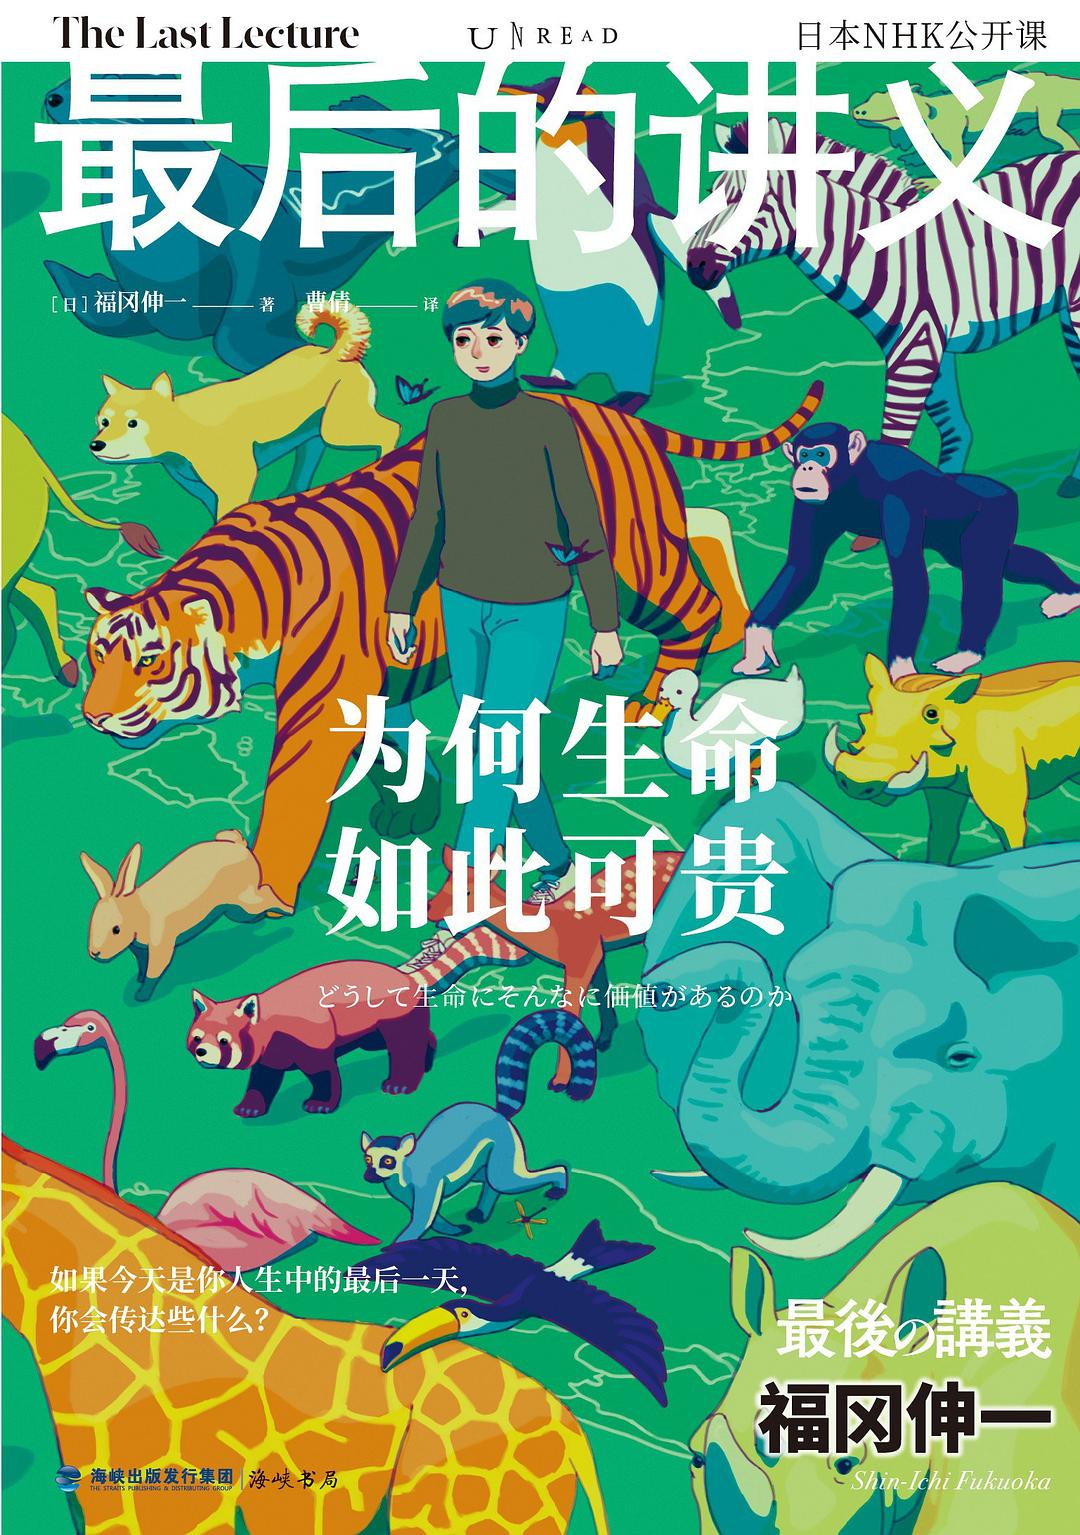 The Last Lecture
UNREAD
日本NHK公开课
最后的讲义
[日]福冈伸一——著 曹倩——译
为何生命
如此可贵
どうして生命にそんなに価値があるのか
如果今天是你人生中的最后一天,
你会传达些什么?
最後の講義
福冈伸一
Shin-Ichi Fukuoka
海峡出版发行集团 | 海峡书局
THE STRAITS PUBLISHING & DISTRIBUTING GROUP